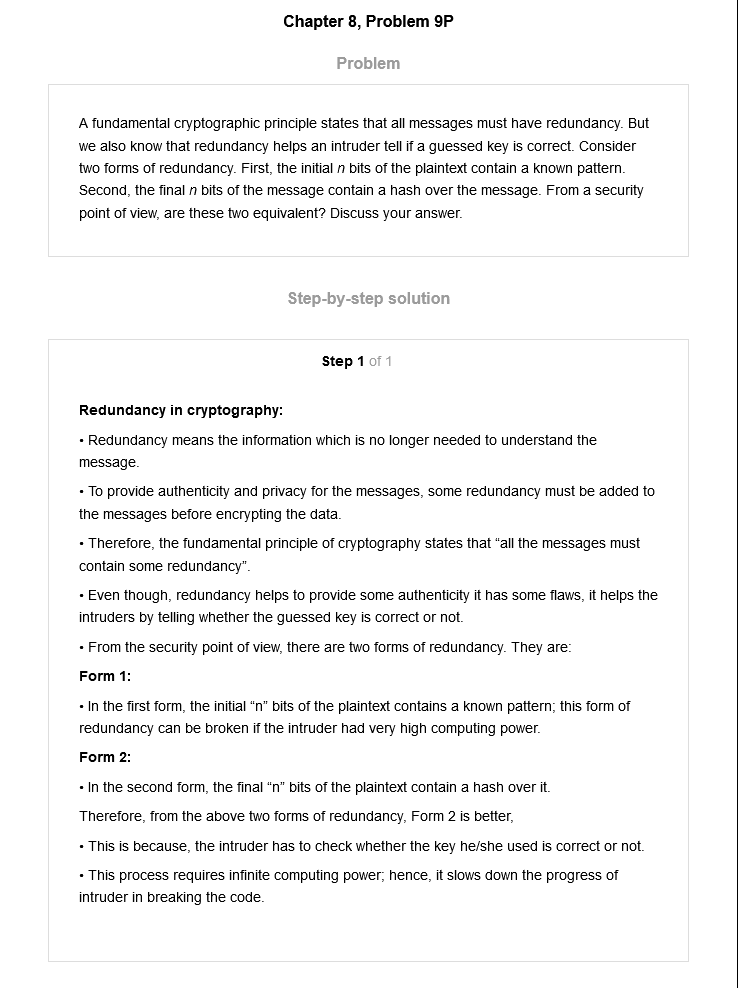 Chapter 8, Problem 9P
Problem
A fundamental cryptographic principle states that all messages must have redundancy. But
we also know that redundancy helps an intruder tell if a guessed key is correct. Consider
two forms of redundancy. First, the initial n bits of the plaintext contain a known pattern.
Second, the final n bits of the message contain a hash over the message. From a security
point of view, are these two equivalent? Discuss your answer.
Step-by-step solution
Step 1 of 1
Redundancy in cryptography:
• Redundancy means the information which is no longer needed to understand the
message.
• To provide authenticity and privacy for the messages, some redundancy must be added to
the messages before encrypting the data.
• Therefore, the fundamental principle of cryptography states that “all the messages must
contain some redundancy”.
• Even though, redundancy helps to provide some authenticity it has some flaws, it helps the
intruders by telling whether the guessed key is correct or not.
• From the security point of view, there are two forms of redundancy. They are:
Form 1:
• In the first form, the initial “n” bits of the plaintext contains a known pattern; this form of
redundancy can be broken if the intruder had very high computing power.
Form 2:
• In the second form, the final “n” bits of the plaintext contain a hash over it.
Therefore, from the above two forms of redundancy, Form 2 is better,
• This is because, the intruder has to check whether the key he/she used is correct or not.
• This process requires infinite computing power; hence, it slows down the progress of
intruder in breaking the code.